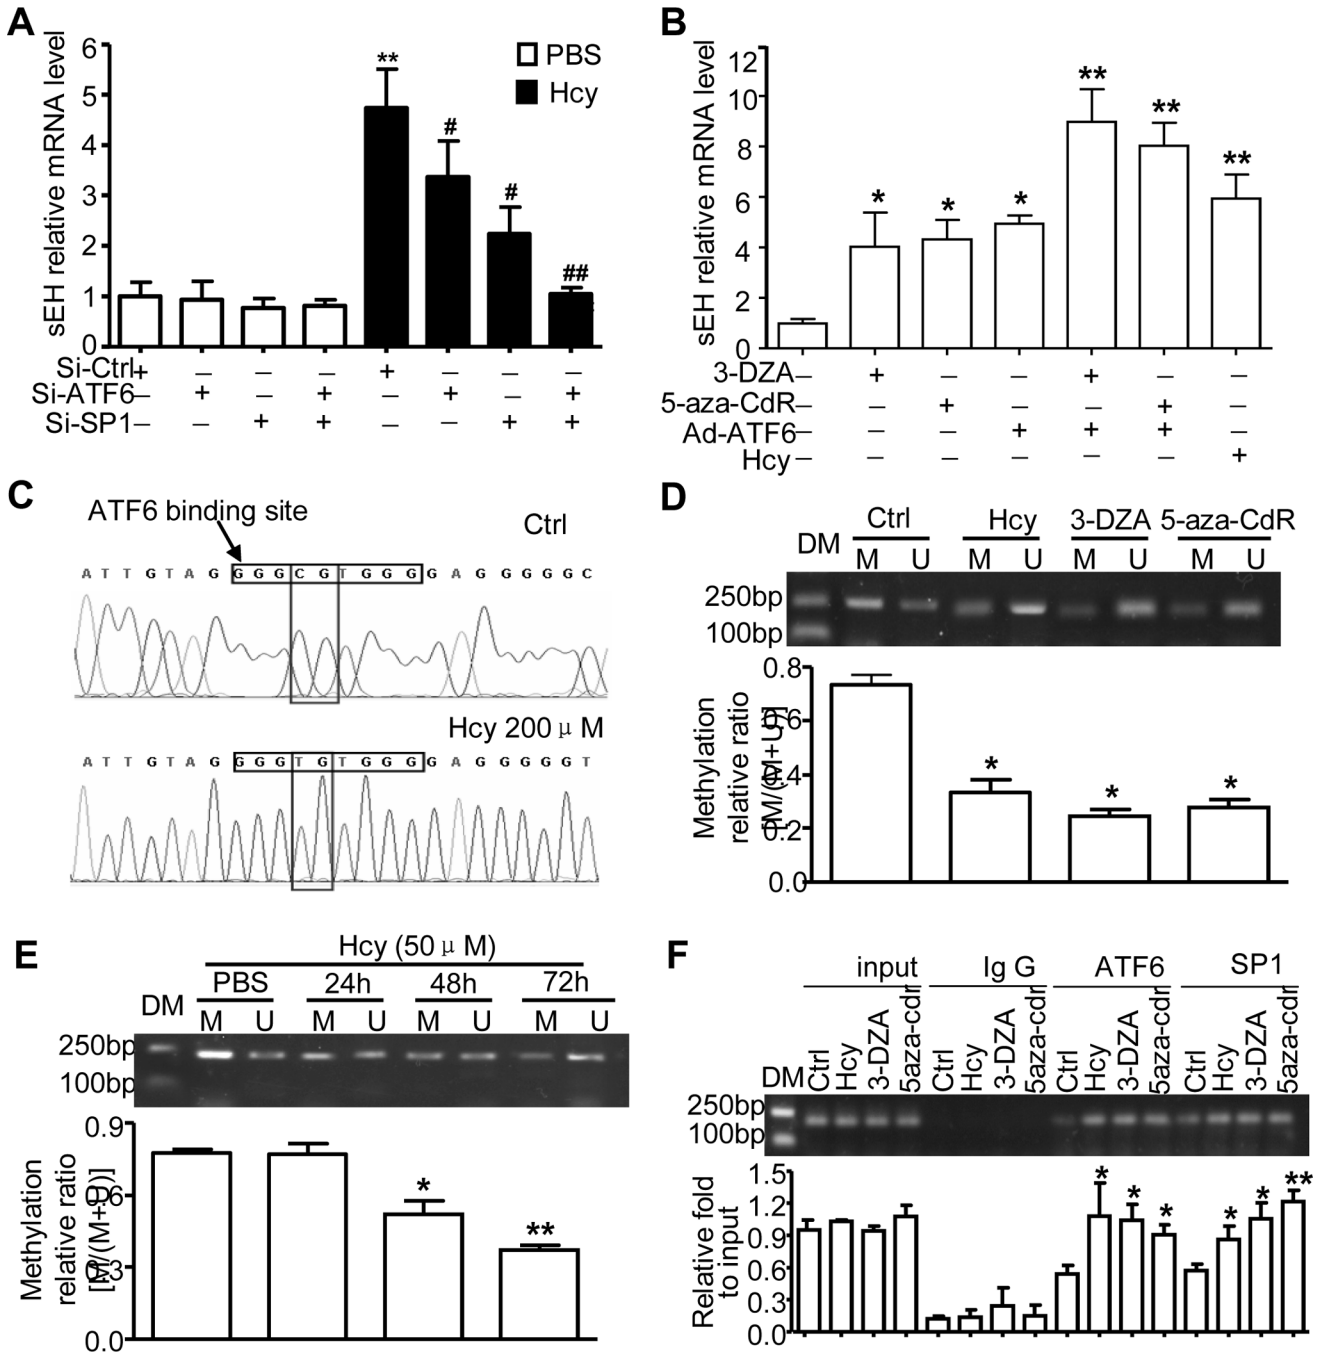 A
sEH relative mRNA level
6
5
4
3
2
1
0
** # # ##
PBS
Hcy
Si-Ctrl + – – – + – – –
Si-ATF6 – + – + – + – +
Si-SP1 – – + + – – + +
B
sEH relative mRNA level
12
10
8
6
4
2
0
* * * ** ** **
3-DZA – + – – + – –
5-aza-CdR – – + – – + –
Ad-ATF6 – – – + + + –
Hcy – – – – – – +
C
ATF6 binding site
Ctrl
A T T G T A G G G G C G T G G G G A G G G G G C
Hcy 200 μ M
A T T G T A G G G G T G T G G G G A G G G G G T
D
Ctrl Hcy 3-DZA 5-aza-CdR
DM M U M U M U M U
250bp
100bp
Methylation
relative ratio
[M/(M+U)]
0.8
0.6
0.4
0.2
0.0
* * *
E
Hcy (50 μ M)
PBS 24h 48h 72h
DM M U M U M U M U
250bp
100bp
Methylation
relative ratio
[M/(M+U)]
0.9
0.6
0.3
0.0
* **
F
input Ig G ATF6 SP1
DM Ctrl Hcy 3-DZA 5aza-cdr Ctrl Hcy 3-DZA 5aza-cdr Ctrl Hcy 3-DZA 5aza-cdr Ctrl Hcy 3-DZA 5aza-cdr
250bp
100bp
Relative fold
to input
1.5
1.2
0.9
0.6
0.3
0.0
* * * * * **